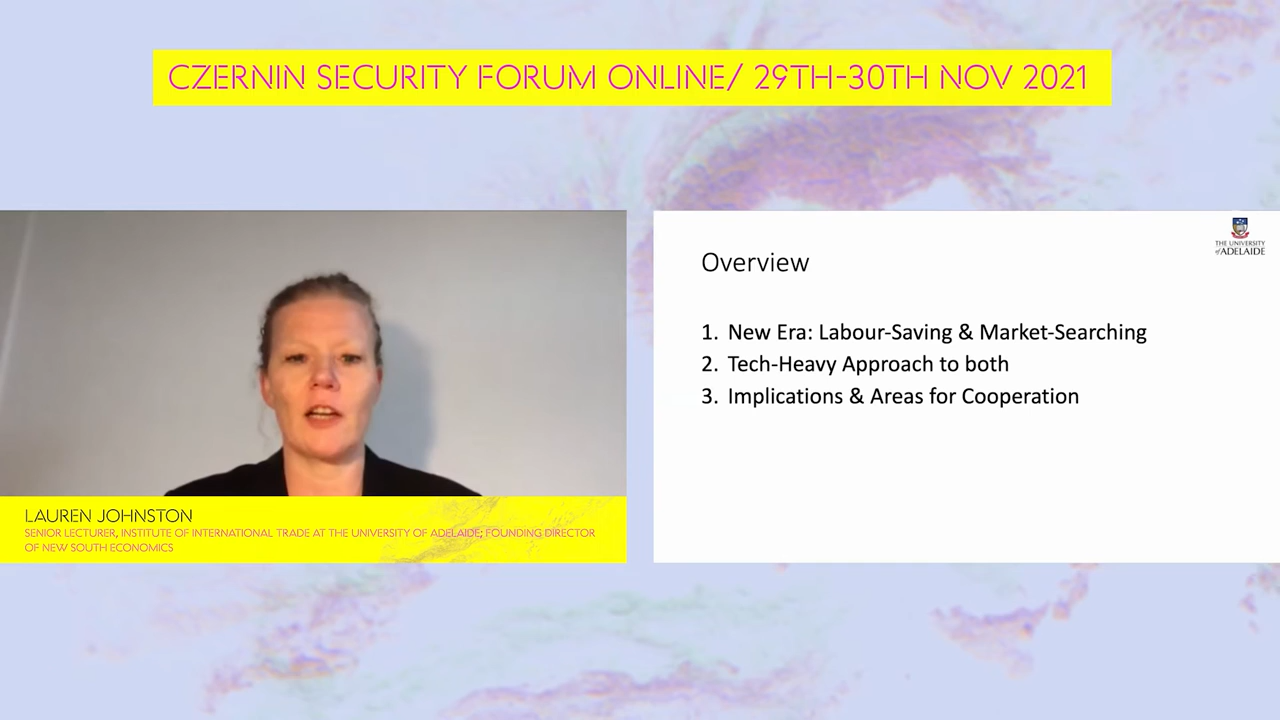 CZERNIN SECURITY FORUM ONLINE/ 29TH-30TH NOV 2021
THE UNIVERSITY
of ADELAIDE
Overview
1. New Era: Labour-Saving & Market-Searching
2. Tech-Heavy Approach to both
3. Implications & Areas for Cooperation
LAUREN JOHNSTON
SENIOR LECTURER, INSTITUTE OF INTERNATIONAL TRADE AT THE UNIVERSITY OF ADELAIDE; FOUNDING DIRECTOR
OF NEW SOUTH ECONOMICS